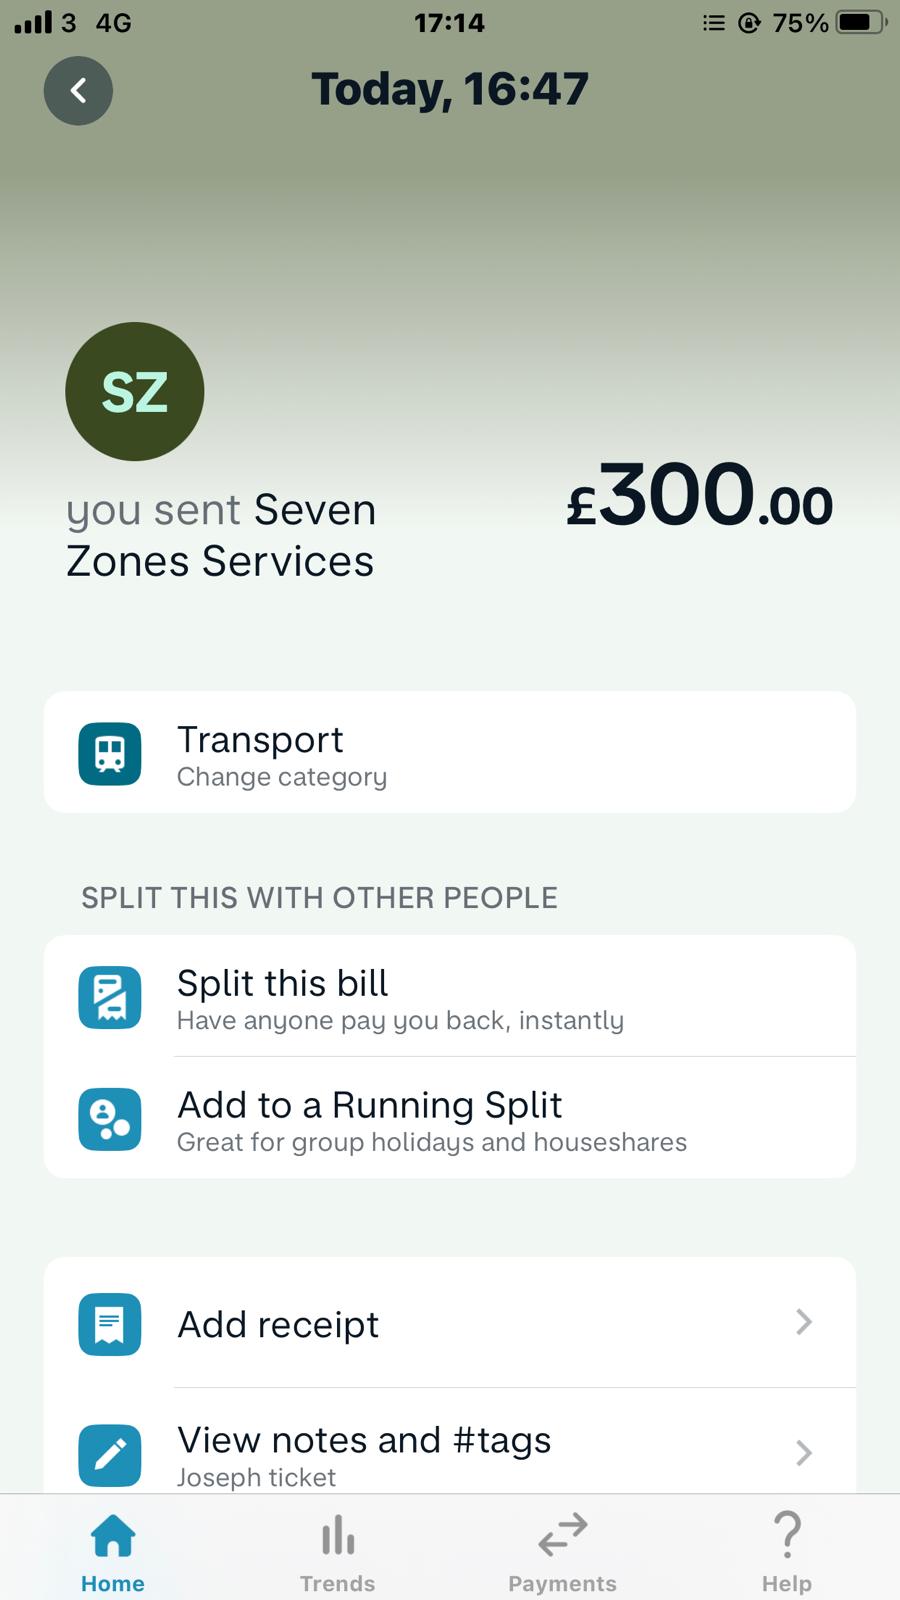 3 4G 17:14 75%
Today, 16:47
SZ
you sent Seven
Zones Services
£300.00
Transport
Change category
SPLIT THIS WITH OTHER PEOPLE
Split this bill
Have anyone pay you back, instantly
Add to a Running Split
Great for group holidays and houseshares
Add receipt
View notes and #tags
Joseph ticket
Home Trends Payments Help